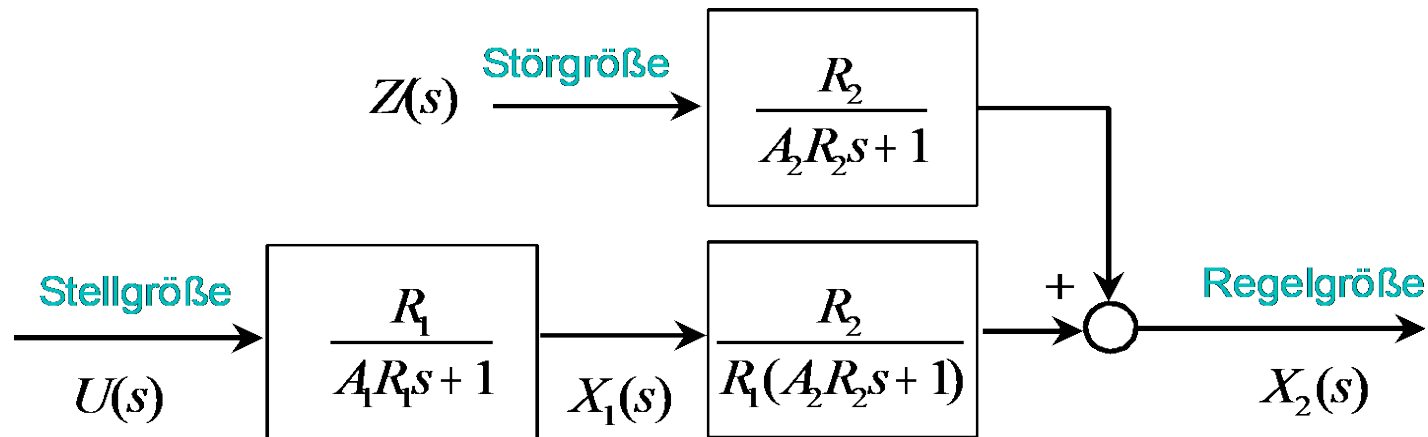 Störgröße
Z(s)
R₂
A₂R₂s + 1
Stellgröße
U(s)
R₁
A₁R₁s + 1
X₁(s)
R₂
R₁(A₂R₂s + 1)
+
Regelgröße
X₂(s)